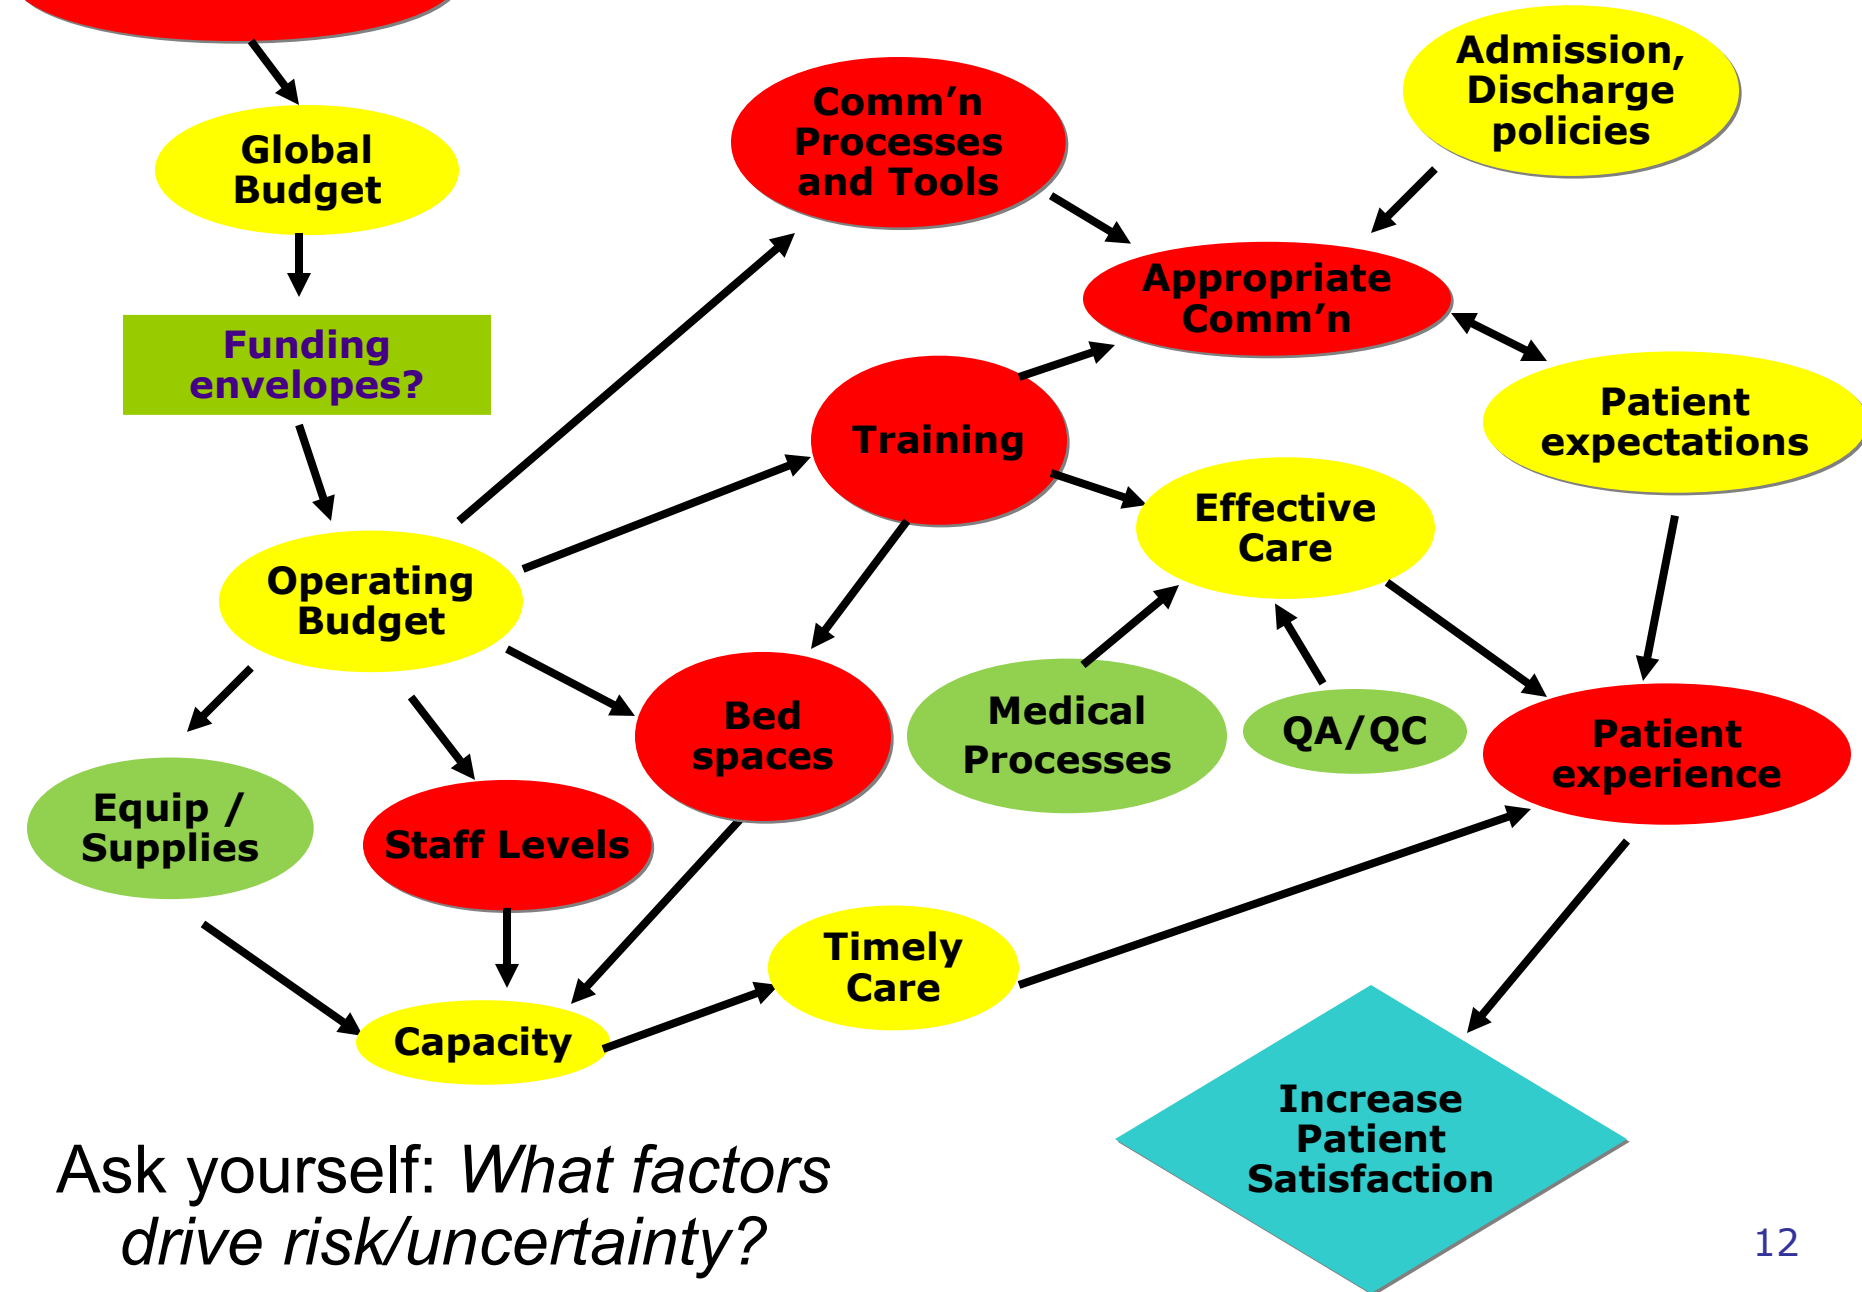 Admission,
Discharge
policies
Comm’n
Processes
and Tools
Global
Budget
Appropriate
Comm’n
Funding
envelopes?
Patient
expectations
Training
Effective
Care
Operating
Budget
Bed
spaces
Medical
Processes
QA/QC
Patient
experience
Equip /
Supplies
Staff Levels
Timely
Care
Capacity
Increase
Patient
Satisfaction
Ask yourself: What factors
drive risk/uncertainty?
12